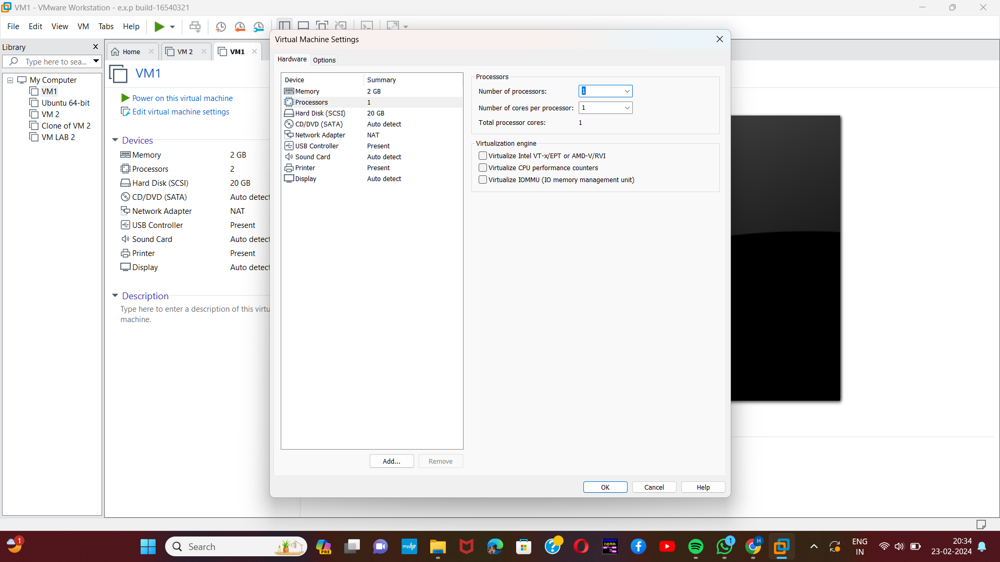 VM1 - VMware Workstation - e.x.p build-16540321
File Edit View VM Tabs Help
Library
Type here to sea...
My Computer
VM1
Ubuntu 64-bit
VM 2
Clone of VM 2
VM LAB 2
Home
VM 2
VM1
VM1
Power on this virtual machine
Edit virtual machine settings
Devices
Memory 2 GB
Processors 2
Hard Disk (SCSI) 20 GB
CD/DVD (SATA) Auto detect
Network Adapter NAT
USB Controller Present
Sound Card Auto detect
Printer Present
Display Auto detect
Description
Type here to enter a description of this virtu
machine.
Virtual Machine Settings
Hardware Options
Device Summary
Memory 2 GB
Processors 1
Hard Disk (SCSI) 20 GB
CD/DVD (SATA) Auto detect
Network Adapter NAT
USB Controller Present
Sound Card Auto detect
Printer Present
Display Auto detect
Add... Remove
Processors
Number of processors: 1
Number of cores per processor: 1
Total processor cores: 1
Virtualization engine
Virtualize Intel VT-x/EPT or AMD-V/RVI
Virtualize CPU performance counters
Virtualize IOMMU (IO memory management unit)
OK Cancel Help
1
Search
PRE
myhp
DATA
1
H
ENG
IN
20:34
23-02-2024